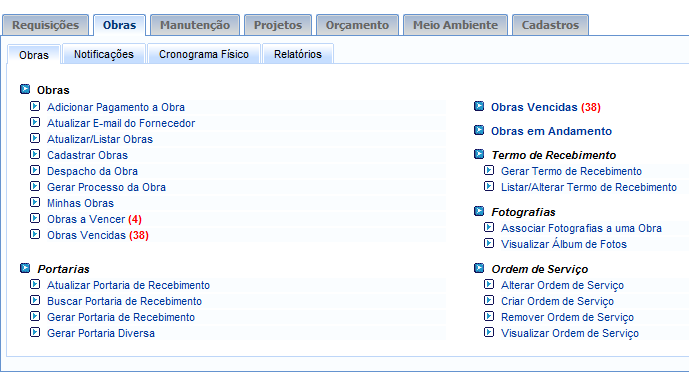 Requisições Obras Manutenção Projetos Orçamento Meio Ambiente Cadastros
Obras Notificações Cronograma Físico Relatórios
Obras
Adicionar Pagamento a Obra
Atualizar E-mail do Fornecedor
Atualizar/Listar Obras
Cadastrar Obras
Despacho da Obra
Gerar Processo da Obra
Minhas Obras
Obras a Vencer (4)
Obras Vencidas (38)
Portarias
Atualizar Portaria de Recebimento
Buscar Portaria de Recebimento
Gerar Portaria de Recebimento
Gerar Portaria Diversa
Obras Vencidas (38)
Obras em Andamento
Termo de Recebimento
Gerar Termo de Recebimento
Listar/Alterar Termo de Recebimento
Fotografias
Associar Fotografias a uma Obra
Visualizar Álbum de Fotos
Ordem de Serviço
Alterar Ordem de Serviço
Criar Ordem de Serviço
Remover Ordem de Serviço
Visualizar Ordem de Serviço